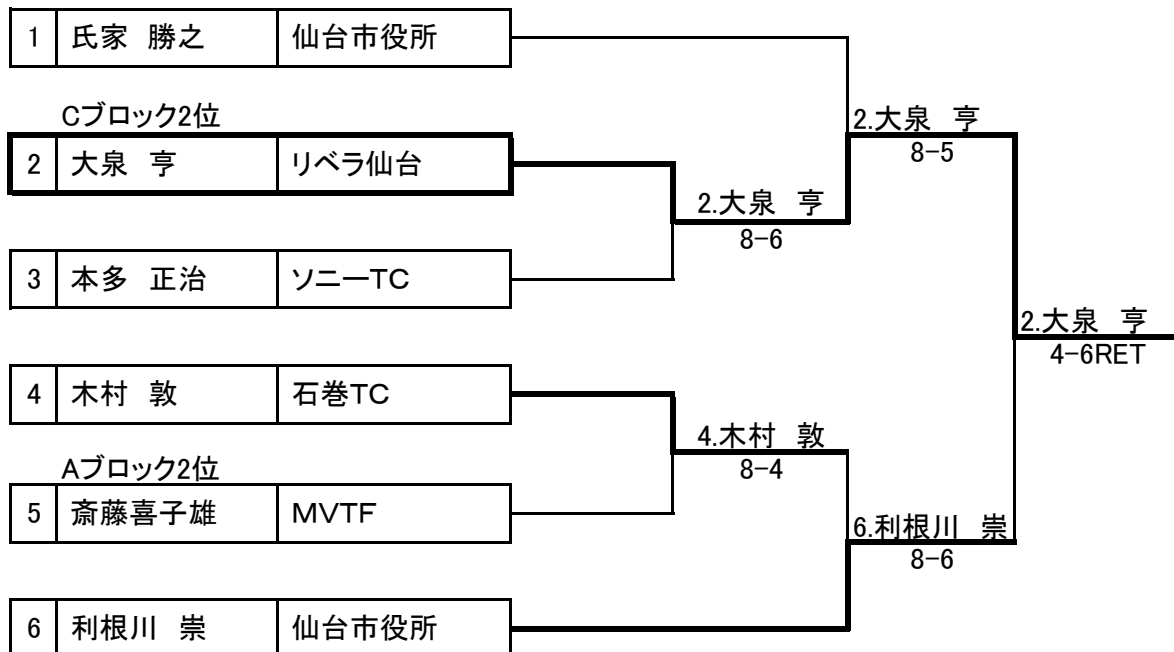 1 氏家 勝之 仙台市役所
Cブロック2位
2.大泉 亨
8-5
2 大泉 亨 リベラ仙台
2.大泉 亨
8-6
3 本多 正治 ソニーTC
2.大泉 亨
4-6RET
4 木村 敦 石巻TC
4.木村 敦
8-4
Aブロック2位
5 斎藤喜子雄 MVTF
6.利根川 崇
8-6
6 利根川 崇 仙台市役所